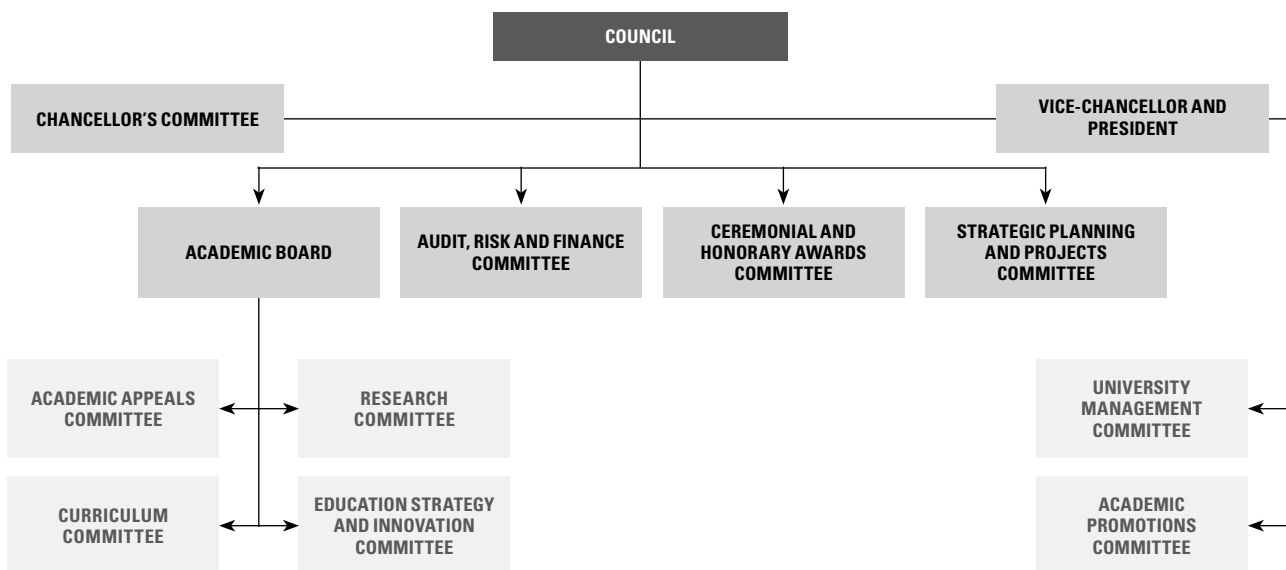 COUNCIL
CHANCELLOR'S COMMITTEE
VICE-CHANCELLOR AND
PRESIDENT
ACADEMIC BOARD
AUDIT, RISK AND FINANCE
COMMITTEE
CEREMONIAL AND
HONORARY AWARDS
COMMITTEE
STRATEGIC PLANNING
AND PROJECTS
COMMITTEE
ACADEMIC APPEALS
COMMITTEE
RESEARCH
COMMITTEE
UNIVERSITY
MANAGEMENT
COMMITTEE
CURRICULUM
COMMITTEE
EDUCATION STRATEGY
AND INNOVATION
COMMITTEE
ACADEMIC
PROMOTIONS
COMMITTEE